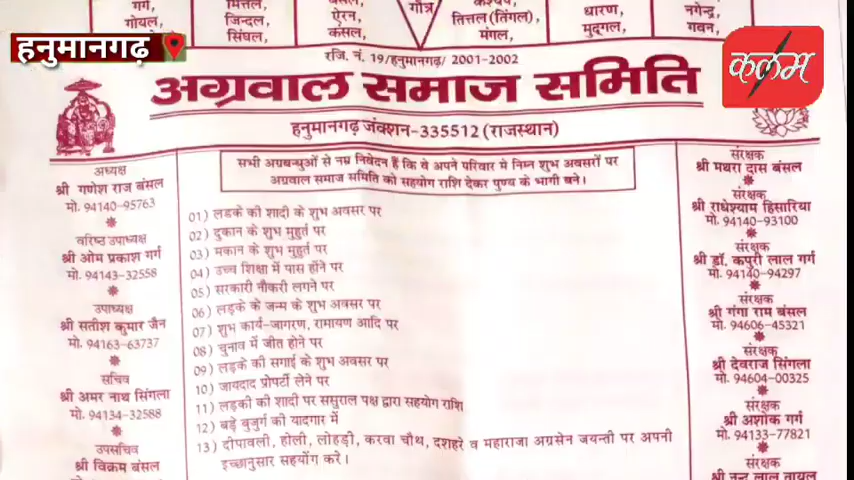 गर्ग,
गोयल,
सिंघल,
मित्तल,
जिन्दल,
ऐरन,
कंसल,
गौत्र
तित्तल (तिंगल),
मंगल,
धारण,
मुद्गल,
नगेन्द्र,
गवन,
हनुमानगढ़
कलम
रजि. नं. 19/हनुमानगढ़/ 2001-2002
अग्रवाल समाज समिति
हनुमानगढ़ जंक्शन-335512 (राजस्थान)
सभी अग्रबन्धुओं से नम्र निवेदन हैं कि वे अपने परिवार मे निम्न शुभ अवसरों पर
अग्रवाल समाज समिति को सहयोग राशि देकर पुण्य के भागी बने।
अध्यक्ष
श्री गणेश राज बंसल
मो. 94140-95763
वरिष्ठ उपाध्यक्ष
श्री ओम प्रकाश गर्ग
मो. 94143-32558
उपाध्यक्ष
श्री सतीश कुमार जैन
मो. 94163-63737
सचिव
श्री अमर नाथ सिंगला
मो. 94134-32588
उपसचिव
श्री विक्रम बंसल
01) लडके की शादी के शुभ अवसर पर
02) दुकान के शुभ मुहुर्त पर
03) मकान के शुभ मुहुर्त पर
04) उच्च शिक्षा में पास होंने पर
05) सरकारी नौकरी लगने पर
06) लड़के के जन्म के शुभ अवसर पर
07) शुभ कार्य-जागरण, रामायण आदि पर
08) चुनाव में जीत होने पर
09) लड़के की सगाई के शुभ अवसर पर
10) जायदाद प्रोपर्टी लेने पर
11) लड़की की शादी पर ससुराल पक्ष द्वारा सहयोग राशि
12) बड़े बुजुर्ग की यादगार में
13) दीपावली, होली, लोहड़ी, करवा चौथ, दशहरे व महाराजा अग्रसेन जयन्ती पर अपनी
इच्छानुसार सहयोंग करे।
संरक्षक
श्री मथरा दास बंसल
संरक्षक
श्री राधेश्याम हिसारिया
मो. 94140-93100
संरक्षक
श्री डॉ. कपुरी लाल गर्ग
मो. 94140-94297
संरक्षक
श्री गंगा राम बंसल
मो. 94606-45321
संरक्षक
श्री देवराज सिंगला
मो. 94604-00325
संरक्षक
श्री अशोक गर्ग
मो. 94133-77821
संरक्षक
श्री नन्द लाल तायल